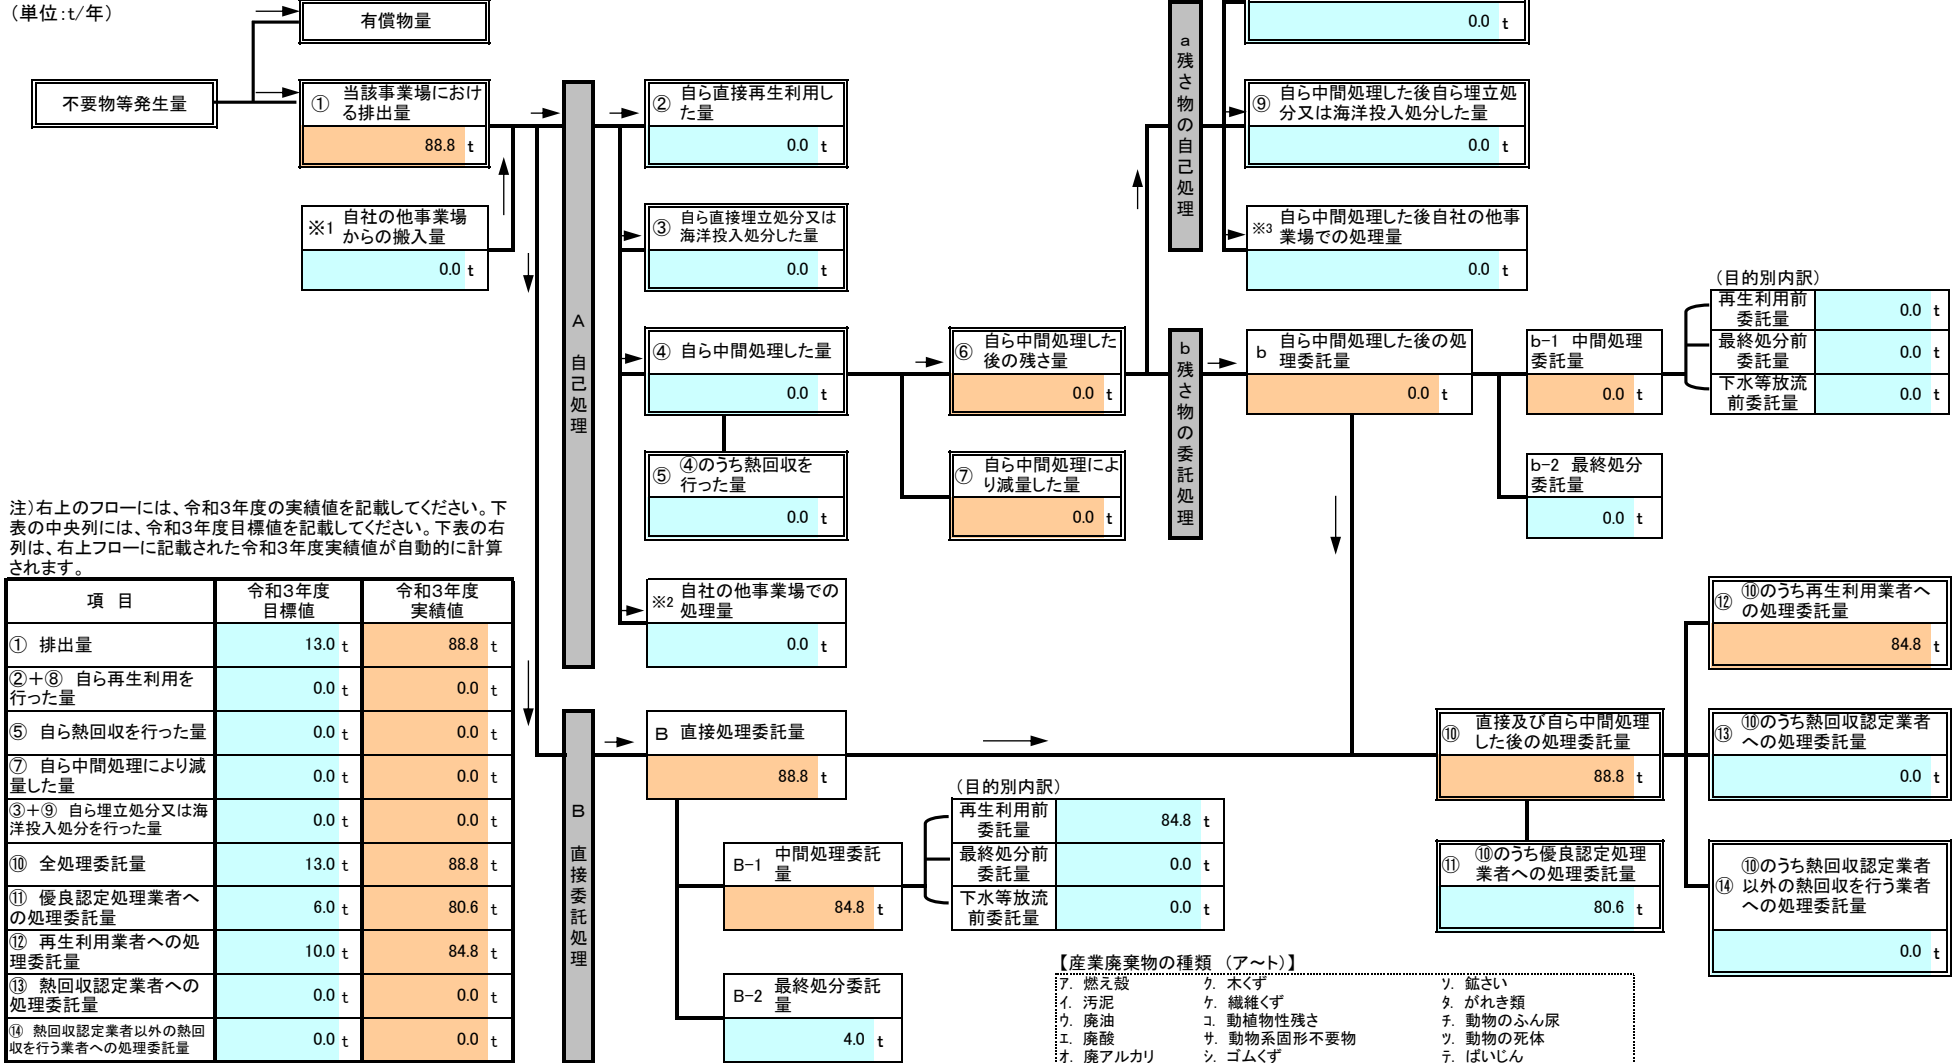 （単位：t/年）
有償物量
不要物等発生量
① 当該事業場におけ
る排出量
88.8 t
※1 自社の他事業場
からの搬入量
0.0 t
A 自己処理
② 自ら直接再生利用し
た量
0.0 t
③ 自ら直接埋立処分又は
海洋投入処分した量
0.0 t
④ 自ら中間処理した量
0.0 t
⑤ ④のうち熱回収を
行った量
0.0 t
※2 自社の他事業場での
処理量
0.0 t
⑥ 自ら中間処理した
後の残さ量
0.0 t
⑦ 自ら中間処理によ
り減量した量
0.0 t
a 残さ物の自己処理
0.0 t
⑨ 自ら中間処理した後自ら埋立処
分又は海洋投入処分した量
0.0 t
※3 自ら中間処理した後自社の他事
業場での処理量
0.0 t
b 残さ物の委託処理
b 自ら中間処理した後の処
理委託量
0.0 t
b-1 中間処理
委託量
0.0 t
b-2 最終処分
委託量
0.0 t
（目的別内訳）
再生利用前
委託量
0.0 t
最終処分前
委託量
0.0 t
下水等放流
前委託量
0.0 t
注）右上のフローには、令和3年度の実績値を記載してください。下
表の中央列には、令和3年度目標値を記載してください。下表の右
列は、右上フローに記載された令和3年度実績値が自動的に計算
されます。
項 目 令和3年度 目標値 令和3年度 実績値
① 排出量 13.0 t 88.8 t
②＋⑧ 自ら再生利用を
行った量 0.0 t 0.0 t
⑤ 自ら熱回収を行った量 0.0 t 0.0 t
⑦ 自ら中間処理により減
量した量 0.0 t 0.0 t
③＋⑨ 自ら埋立処分又は海
洋投入処分を行った量 0.0 t 0.0 t
⑩ 全処理委託量 13.0 t 88.8 t
⑪ 優良認定処理業者へ
の処理委託量 6.0 t 80.6 t
⑫ 再生利用業者への処
理委託量 10.0 t 84.8 t
⑬ 熱回収認定業者への
処理委託量 0.0 t 0.0 t
⑭ 熱回収認定業者以外の熱回
収を行う業者への処理委託量 0.0 t 0.0 t
B 直接委託処理
B 直接処理委託量
88.8 t
B-1 中間処理委託
量
84.8 t
B-2 最終処分委託
量
4.0 t
（目的別内訳）
再生利用前
委託量
84.8 t
最終処分前
委託量
0.0 t
下水等放流
前委託量
0.0 t
⑩ 直接及び自ら中間処理
した後の処理委託量
88.8 t
⑪ ⑩のうち優良認定処理
業者への処理委託量
80.6 t
⑫ ⑩のうち再生利用業者へ
の処理委託量
84.8 t
⑬ ⑩のうち熱回収認定業者
への処理委託量
0.0 t
⑭ ⑩のうち熱回収認定業者
以外の熱回収を行う業者
への処理委託量
0.0 t
【産業廃棄物の種類 （ア～ト）】
ア. 燃え殻 ク. 木くず ソ. 鉱さい
イ. 汚泥 ケ. 繊維くず タ. がれき類
ウ. 廃油 コ. 動植物性残さ チ. 動物のふん尿
エ. 廃酸 サ. 動物系固形不要物 ツ. 動物の死体
オ. 廃アルカリ シ. ゴムくず テ. ばいじん